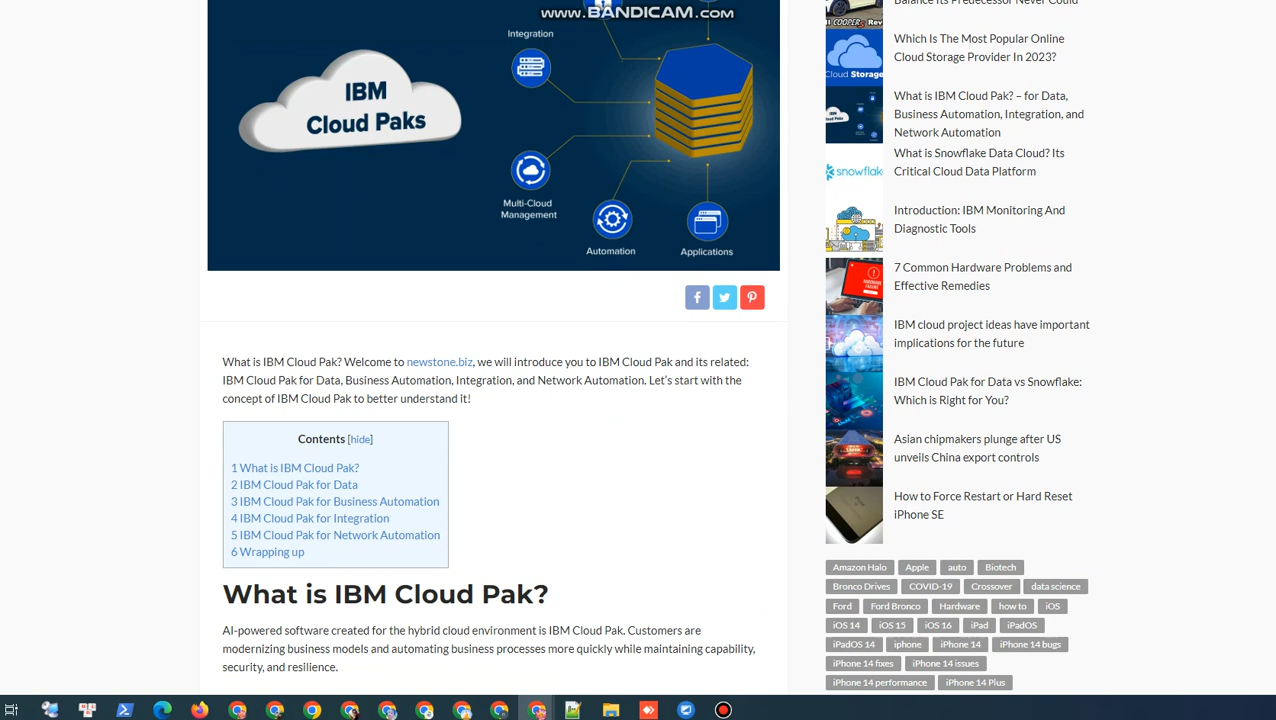 www.BANDICAM.com
Integration
IBM
Cloud Paks
Multi-Cloud
Management
Automation
Applications
What is IBM Cloud Pak? Welcome to newstone.biz, we will introduce you to IBM Cloud Pak and its related:
IBM Cloud Pak for Data, Business Automation, Integration, and Network Automation. Let's start with the
concept of IBM Cloud Pak to better understand it!
Contents [hide]
1 What is IBM Cloud Pak?
2 IBM Cloud Pak for Data
3 IBM Cloud Pak for Business Automation
4 IBM Cloud Pak for Integration
5 IBM Cloud Pak for Network Automation
6 Wrapping up
What is IBM Cloud Pak?
AI-powered software created for the hybrid cloud environment is IBM Cloud Pak. Customers are
modernizing business models and automating business processes more quickly while maintaining capability,
security, and resilience.
Balance Its Predecessor Never Could
Which Is The Most Popular Online
Cloud Storage Provider In 2023?
Cloud Storage
What is IBM Cloud Pak? – for Data,
Business Automation, Integration, and
Network Automation
What is Snowflake Data Cloud? Its
Critical Cloud Data Platform
snowflake
Introduction: IBM Monitoring And
Diagnostic Tools
7 Common Hardware Problems and
Effective Remedies
IBM cloud project ideas have important
implications for the future
IBM Cloud Pak for Data vs Snowflake:
Which is Right for You?
Asian chipmakers plunge after US
unveils China export controls
How to Force Restart or Hard Reset
iPhone SE
Amazon Halo Apple auto Biotech
Bronco Drives COVID-19 Crossover data science
Ford Ford Bronco Hardware how to iOS
iOS 14 iOS 15 iOS 16 iPad iPadOS
iPadOS 14 iphone iPhone 14 iPhone 14 bugs
iPhone 14 fixes iPhone 14 issues
iPhone 14 performance iPhone 14 Plus